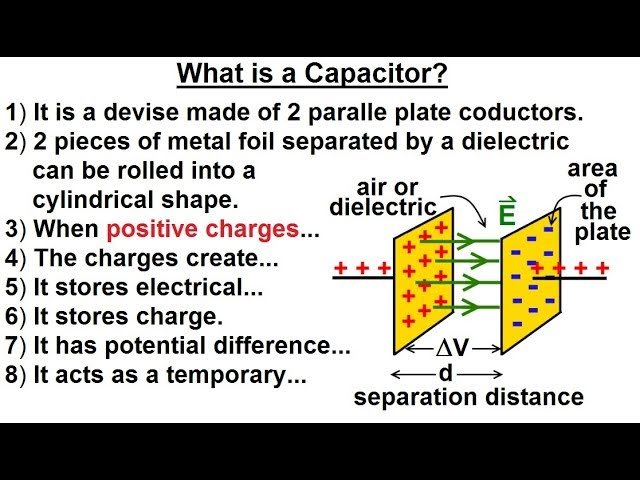 What is a Capacitor?
1) It is a devise made of 2 paralle plate coductors.
2) 2 pieces of metal foil separated by a dielectric
can be rolled into a
cylindrical shape.
3) When positive charges...
4) The charges create...
5) It stores electrical...
6) It stores charge.
7) It has potential difference...
8) It acts as a temporary...
air or
dielectric
E
area
of
the
plate
+ + +
+ + + +
ΔV
d
separation distance